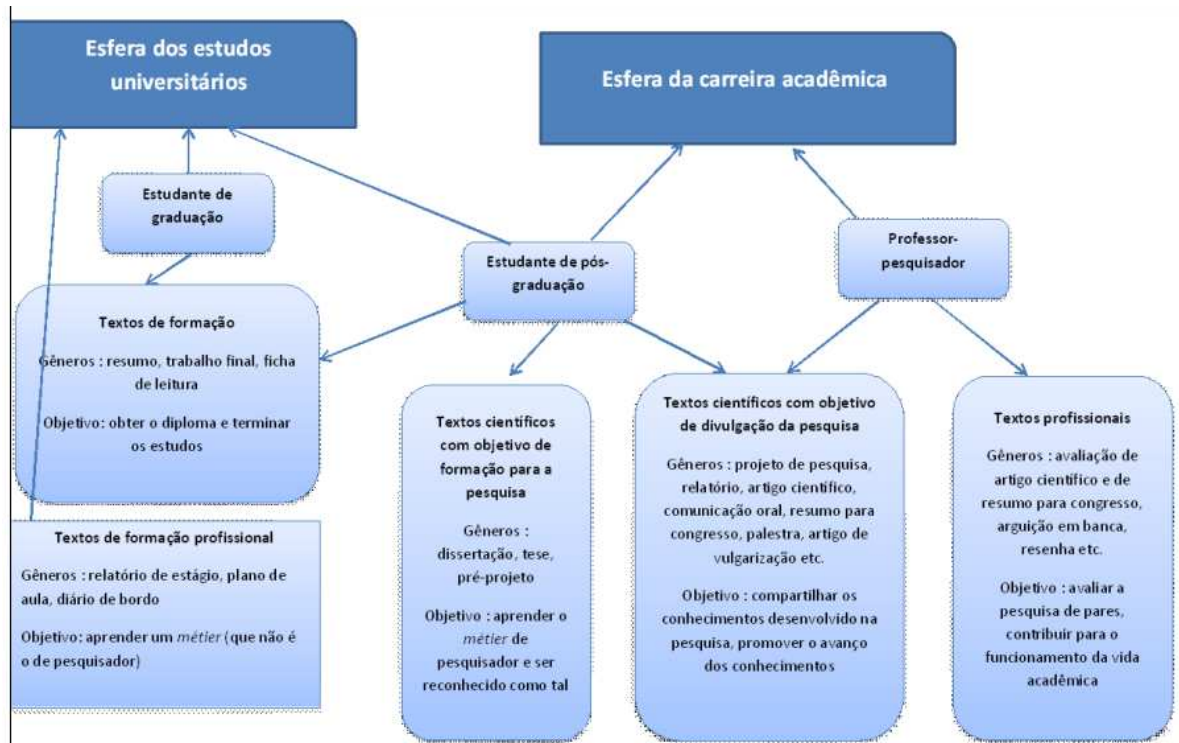 Esfera dos estudos
universitários
Esfera da carreira acadêmica
Estudante de
graduação
Estudante de pós-
graduação
Professor-
pesquisador
Textos de formação
Gêneros : resumo, trabalho final, ficha
de leitura
Objetivo: obter o diploma e terminar
os estudos
Textos de formação profissional
Gêneros : relatório de estágio, plano de
aula, diário de bordo
Objetivo: aprender um métier (que não é
o de pesquisador)
Textos científicos
com objetivo de
formação para a
pesquisa
Gêneros :
dissertação, tese,
pré-projeto
Objetivo : aprender o
métier de
pesquisador e ser
reconhecido como tal
Textos científicos com objetivo
de divulgação da pesquisa
Gêneros : projeto de pesquisa,
relatório, artigo científico,
comunicação oral, resumo para
congresso, palestra, artigo de
vulgarização etc.
Objetivo : compartilhar os
conhecimentos desenvolvido na
pesquisa, promover o avanço
dos conhecimentos
Textos profissionais
Gêneros : avaliação de
artigo científico e de
resumo para congresso,
arguição em banca,
resenha etc.
Objetivo : avaliar a
pesquisa de pares,
contribuir para o
funcionamento da vida
acadêmica